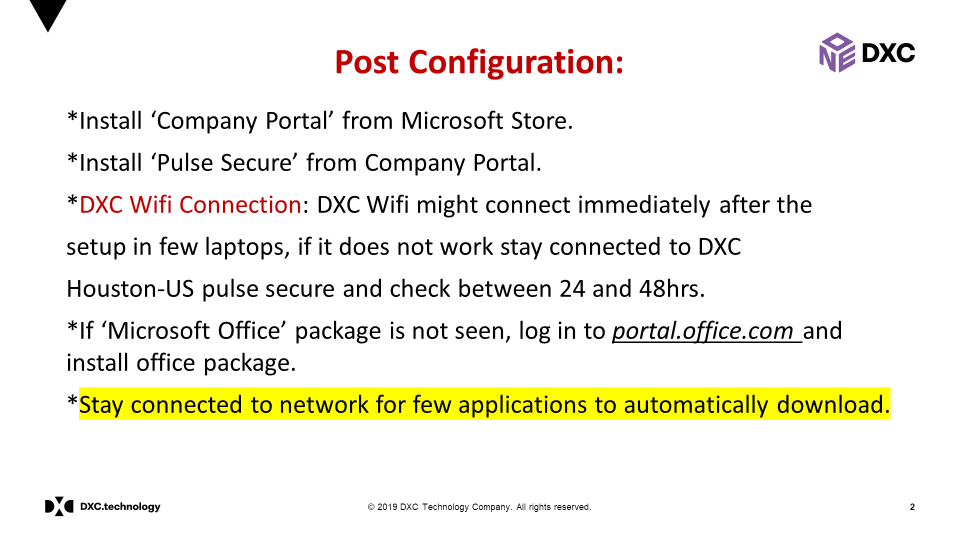 Post Configuration:
ONE DXC
*Install ‘Company Portal’ from Microsoft Store.
*Install ‘Pulse Secure’ from Company Portal.
*DXC Wifi Connection: DXC Wifi might connect immediately after the
setup in few laptops, if it does not work stay connected to DXC
Houston-US pulse secure and check between 24 and 48hrs.
*If ‘Microsoft Office’ package is not seen, log in to portal.office.com and
install office package.
*Stay connected to network for few applications to automatically download.
DXC.technology
© 2019 DXC Technology Company. All rights reserved.
2